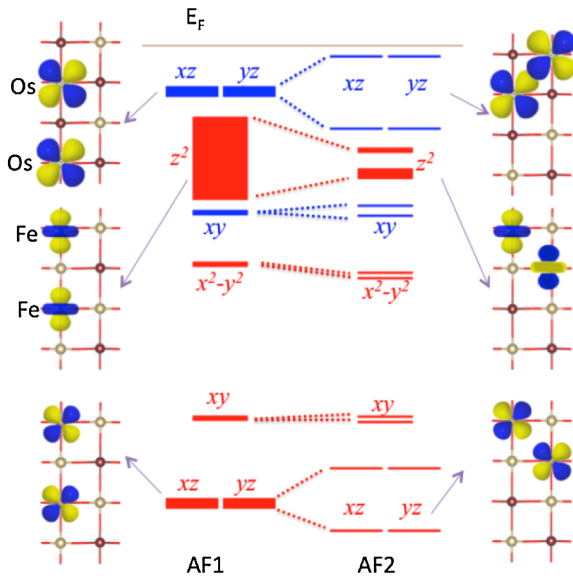 E_F
xz yz
xz yz
Os
Os
z²
z²
Fe
xy
xy
Fe
x²-y²
x²-y²
xy
xy
xz yz
xz yz
AF1
AF2